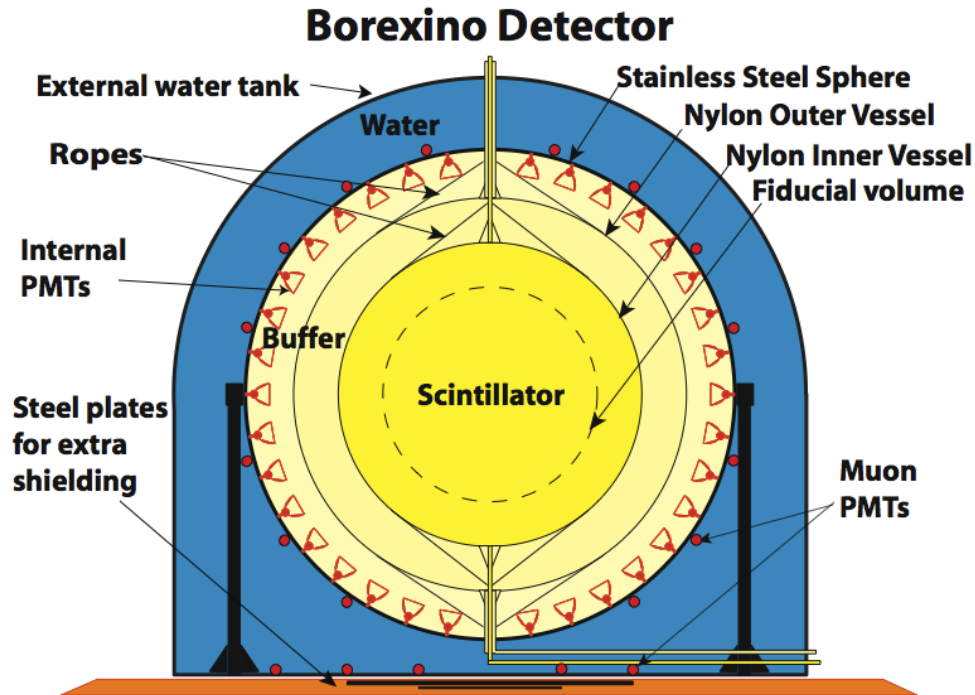 Borexino Detector
External water tank
Water
Ropes
Stainless Steel Sphere
Nylon Outer Vessel
Nylon Inner Vessel
Fiducial volume
Internal
PMTs
Buffer
Scintillator
Steel plates
for extra
shielding
Muon
PMTs